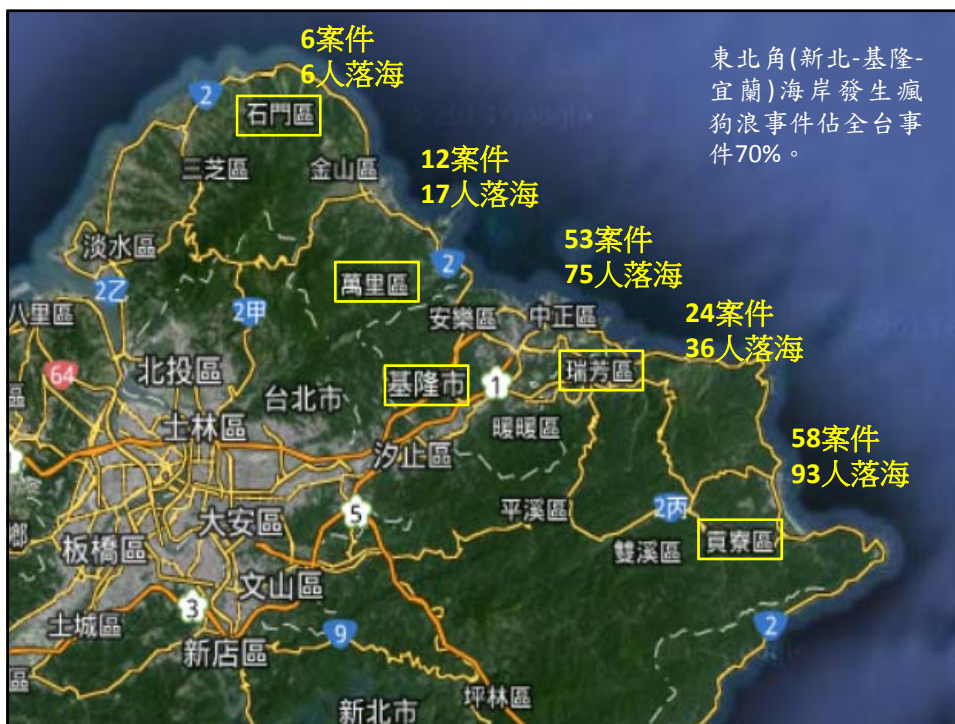 6案件
6人落海
東北角(新北-基隆-
宜蘭)海岸發生瘋
狗浪事件佔全台事
件70%。
2
石門區
三芝區
金山區
12案件
17人落海
淡水區
2
53案件
75人落海
2乙
萬里區
2甲
八里區
安樂區
中正區
24案件
36人落海
64
北投區
基隆市
1
瑞芳區
台北市
士林區
暖暖區
汐止區
58案件
93人落海
5
平溪區
2丙
大安區
鄉
板橋區
雙溪區
貢寮區
文山區
3
土城區
9
2
新店區
區
坪林區
新北市